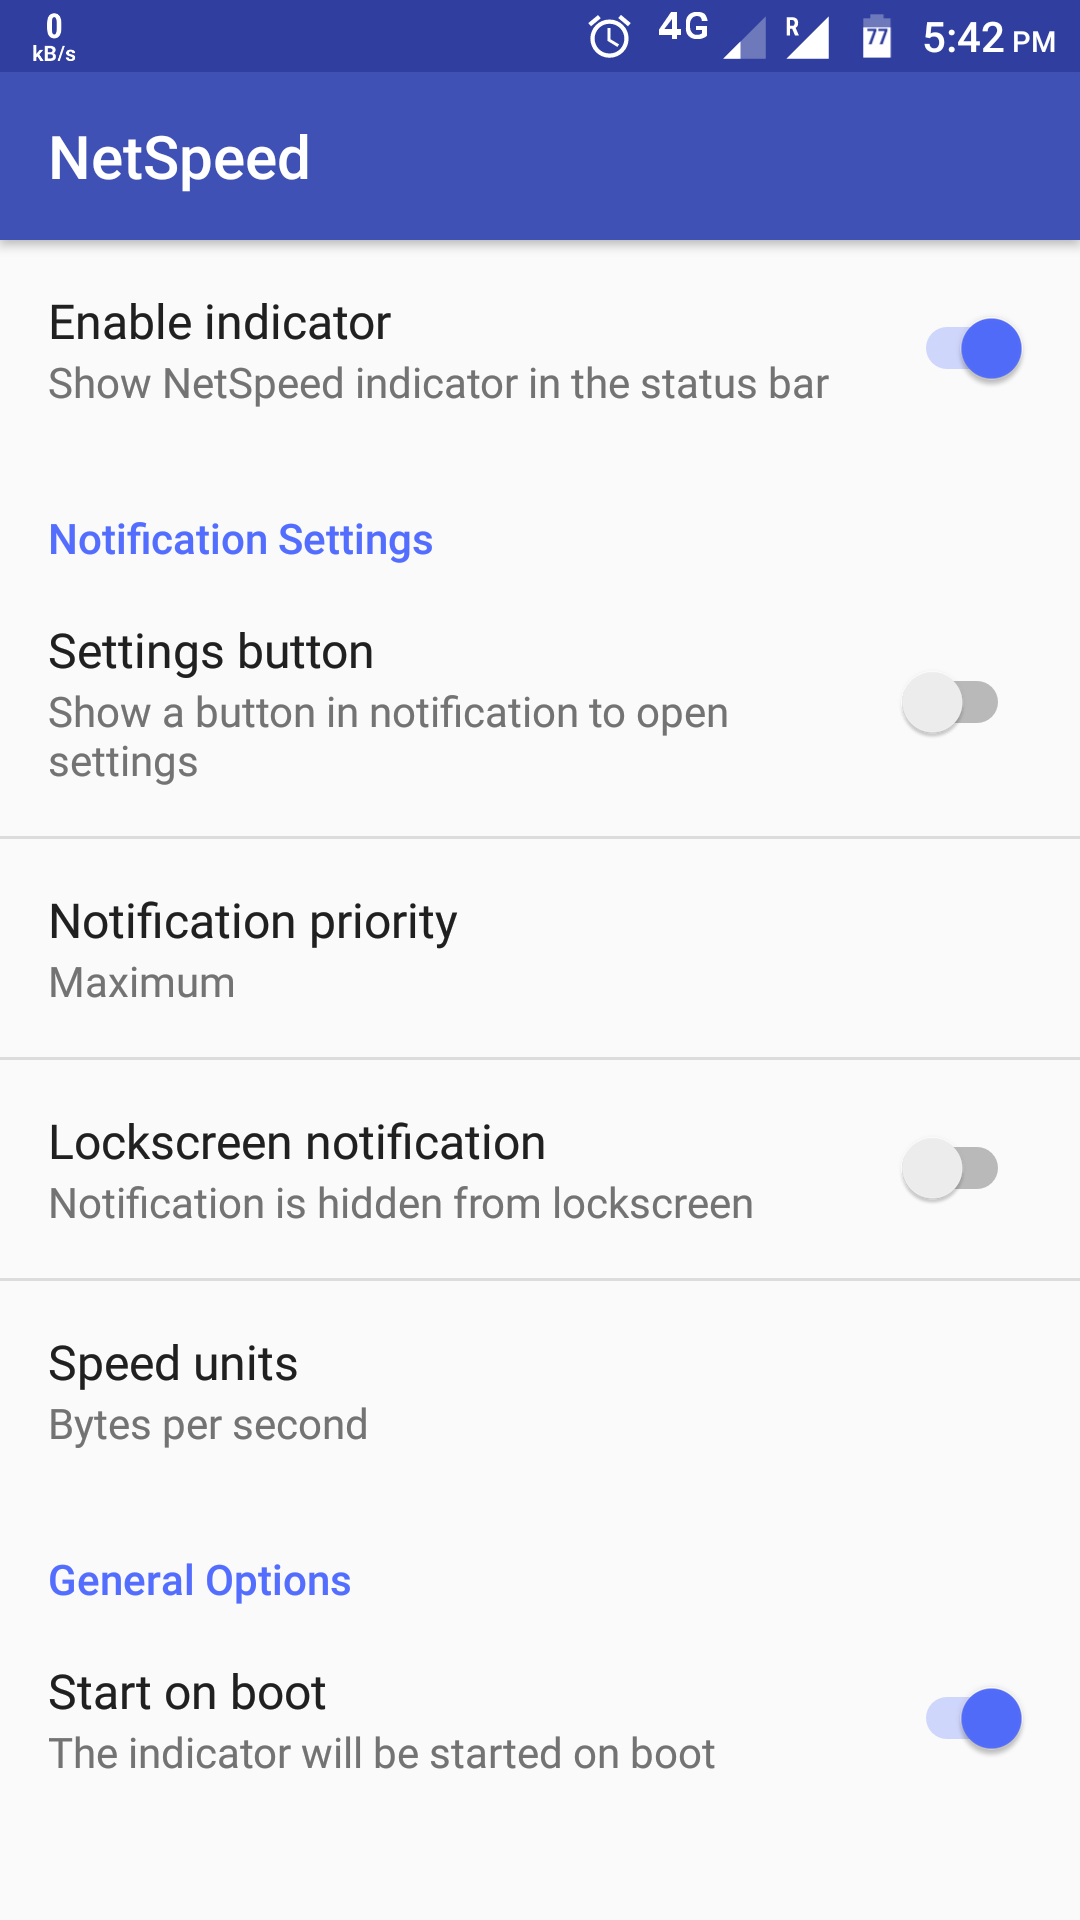 0
kB/s
4G
R
77
5:42 PM
NetSpeed
Enable indicator
Show NetSpeed indicator in the status bar
Notification Settings
Settings button
Show a button in notification to open
settings
Notification priority
Maximum
Lockscreen notification
Notification is hidden from lockscreen
Speed units
Bytes per second
General Options
Start on boot
The indicator will be started on boot